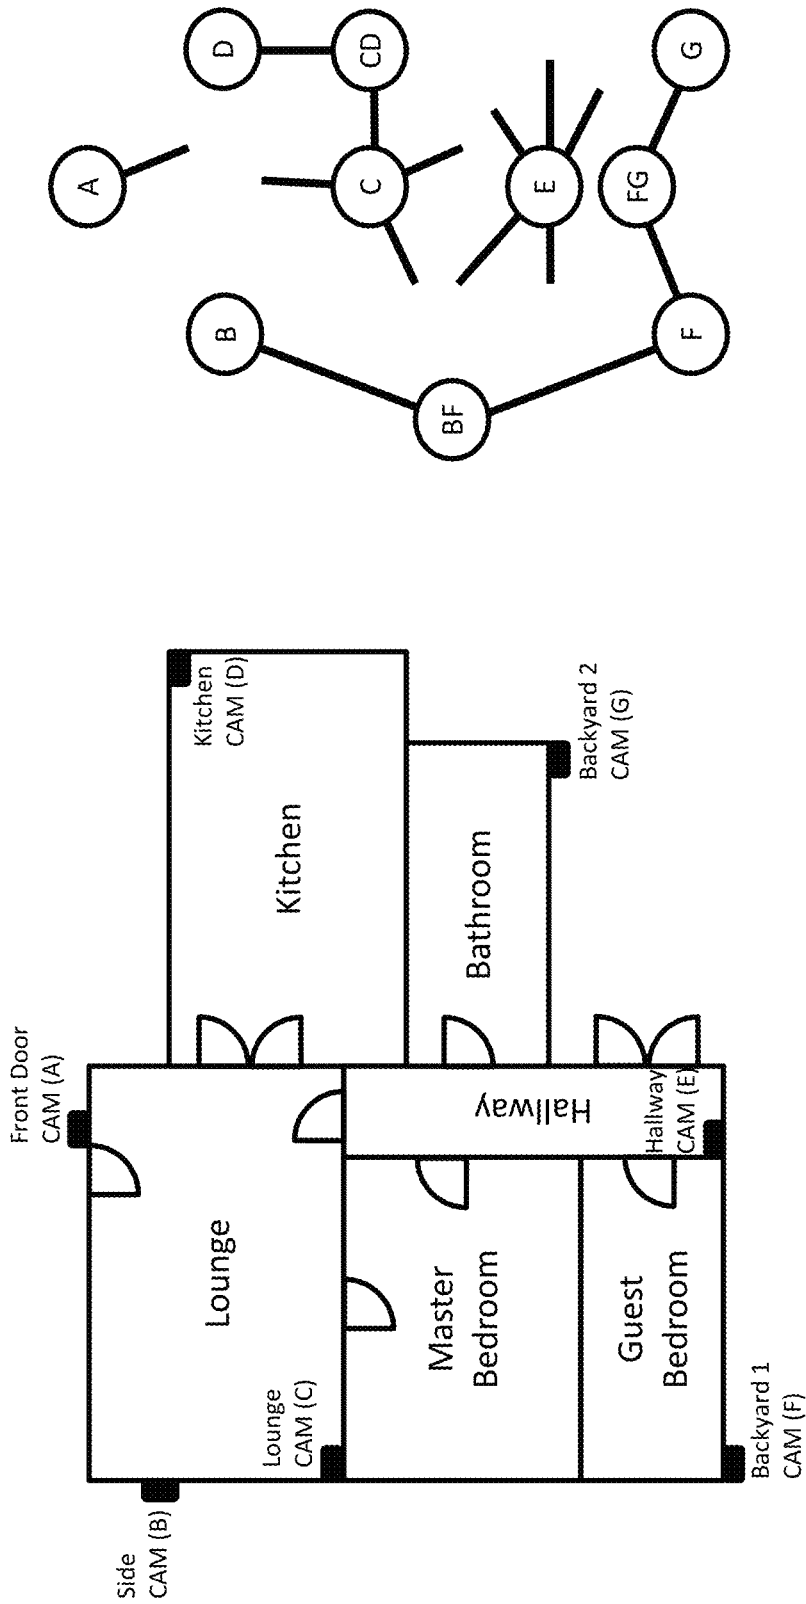 Side
CAM (B)
Front Door
CAM (A)
Lounge
Lounge
CAM (C)
Kitchen
Kitchen
CAM (D)
Master
Bedroom
Hallway
Bathroom
Guest
Bedroom
Hallway
CAM (E)
Backyard 1
CAM (F)
Backyard 2
CAM (G)
A
B
D
C
CD
BF
E
F
FG
G